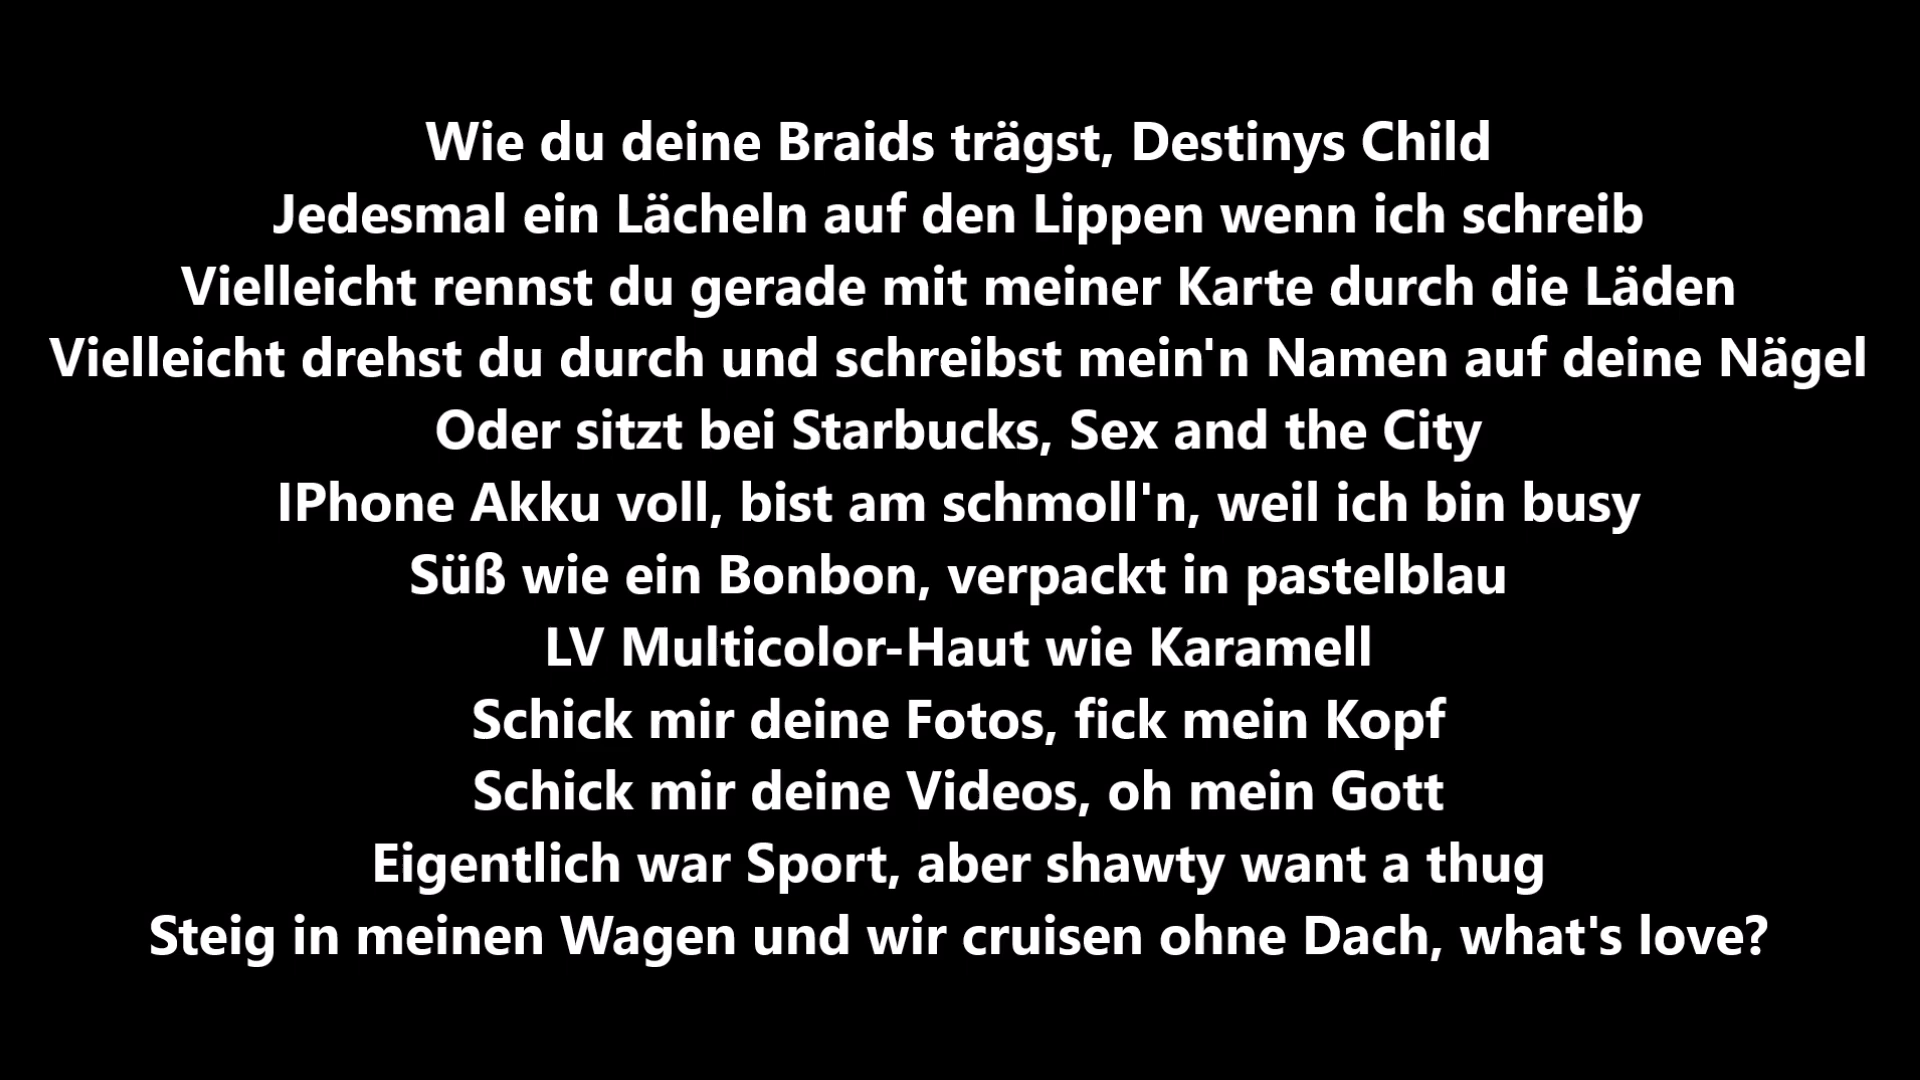 Wie du deine Braids trägst, Destinys Child
Jedesmal ein Lächeln auf den Lippen wenn ich schreib
Vielleicht rennst du gerade mit meiner Karte durch die Läden
Vielleicht drehst du durch und schreibst mein'n Namen auf deine Nägel
Oder sitzt bei Starbucks, Sex and the City
IPhone Akku voll, bist am schmoll'n, weil ich bin busy
Süß wie ein Bonbon, verpackt in pastelblau
LV Multicolor-Haut wie Karamell
Schick mir deine Fotos, fick mein Kopf
Schick mir deine Videos, oh mein Gott
Eigentlich war Sport, aber shawty want a thug
Steig in meinen Wagen und wir cruisen ohne Dach, what's love?